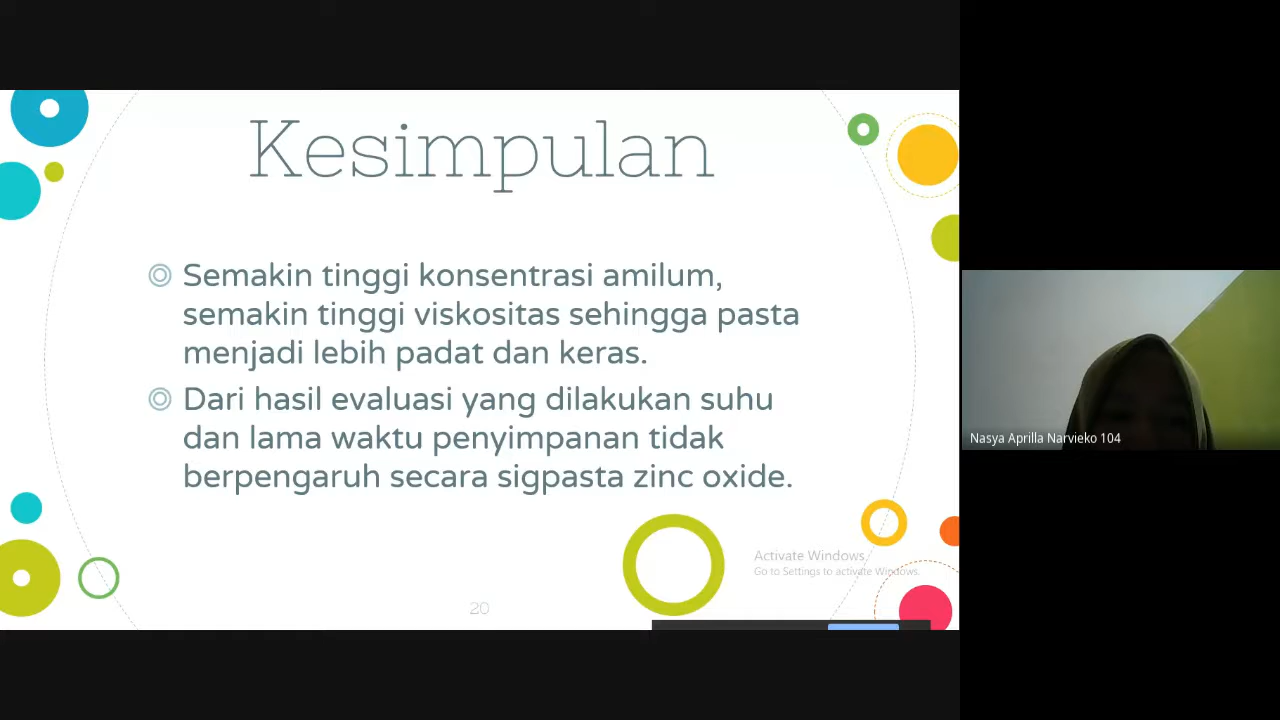 Kesimpulan
Semakin tinggi konsentrasi amilum,
semakin tinggi viskositas sehingga pasta
menjadi lebih padat dan keras.
Dari hasil evaluasi yang dilakukan suhu
dan lama waktu penyimpanan tidak
berpengaruh secara sigpasta zinc oxide.
Activate Windows
Go to Settings to activate Windows.
20
Nasya Aprilla Narvieko 104